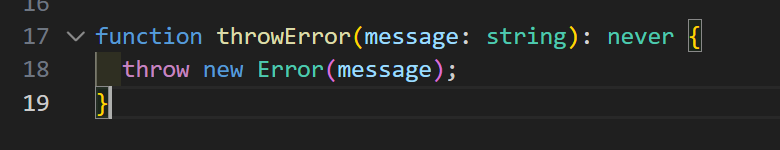 16
17 function throwError(message: string): never {
18 throw new Error(message);
19 }